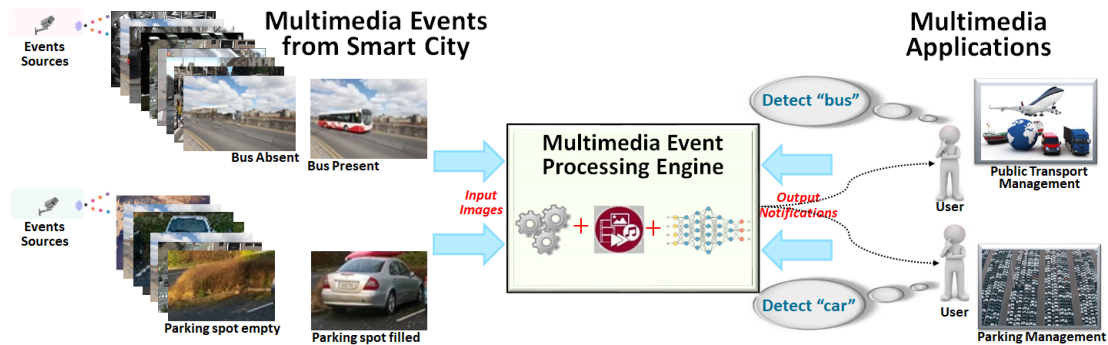 Multimedia Events
from Smart City
Multimedia
Applications
Events
Sources
Bus Absent
Bus Present
Detect “bus”
Public Transport
Management
User
Multimedia Event
Processing Engine
Input
Images
+
+
Output
Notifications
Events
Sources
Parking spot empty
Parking spot filled
Detect “car”
User
Parking Management